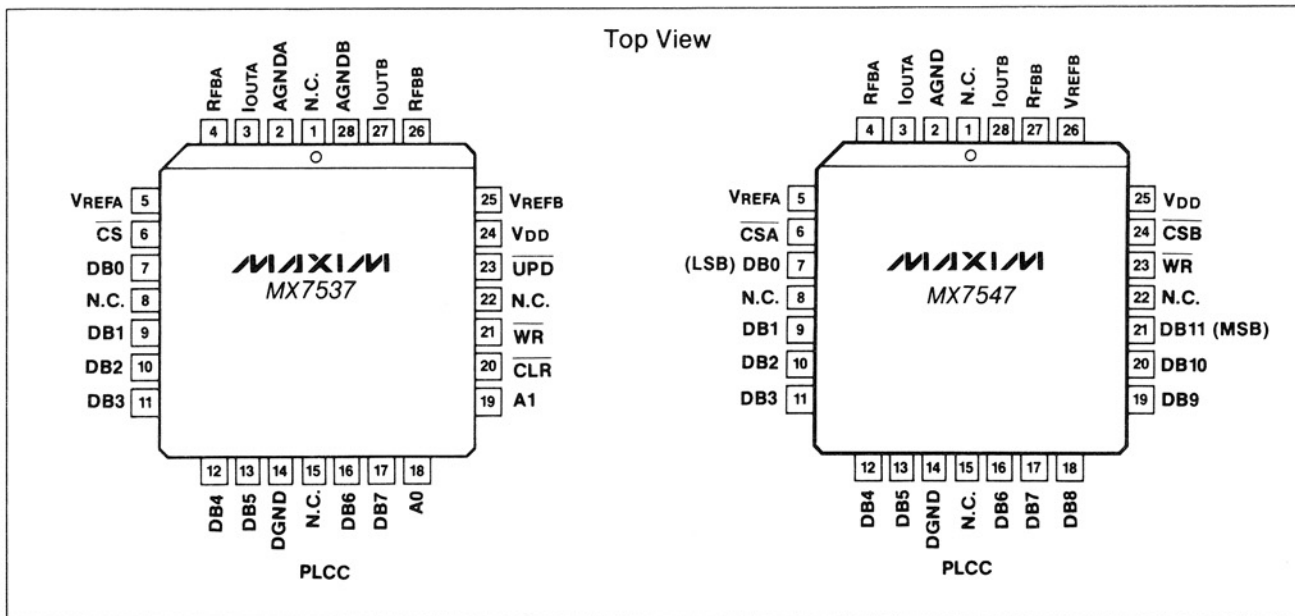 Top View
RFBA IOUTA AGNDA N.C. AGNDB IOUTB RFBB
4 3 2 1 28 27 26
VREFA 5
CS 6
DB0 7
N.C. 8
DB1 9
DB2 10
DB3 11
MAXIM
MX7537
25 VREFB
24 VDD
23 UPD
22 N.C.
21 WR
20 CLR
19 A1
12 13 14 15 16 17 18
DB4 DB5 DGND N.C. DB6 DB7 A0
PLCC
RFBA IOUTA AGND N.C. IOUTB RFBB VREFB
4 3 2 1 28 27 26
VREFA 5
CSA 6
(LSB) DB0 7
N.C. 8
DB1 9
DB2 10
DB3 11
MAXIM
MX7547
25 VDD
24 CSB
23 WR
22 N.C.
21 DB11 (MSB)
20 DB10
19 DB9
12 13 14 15 16 17 18
DB4 DB5 DGND N.C. DB6 DB7 DB8
PLCC